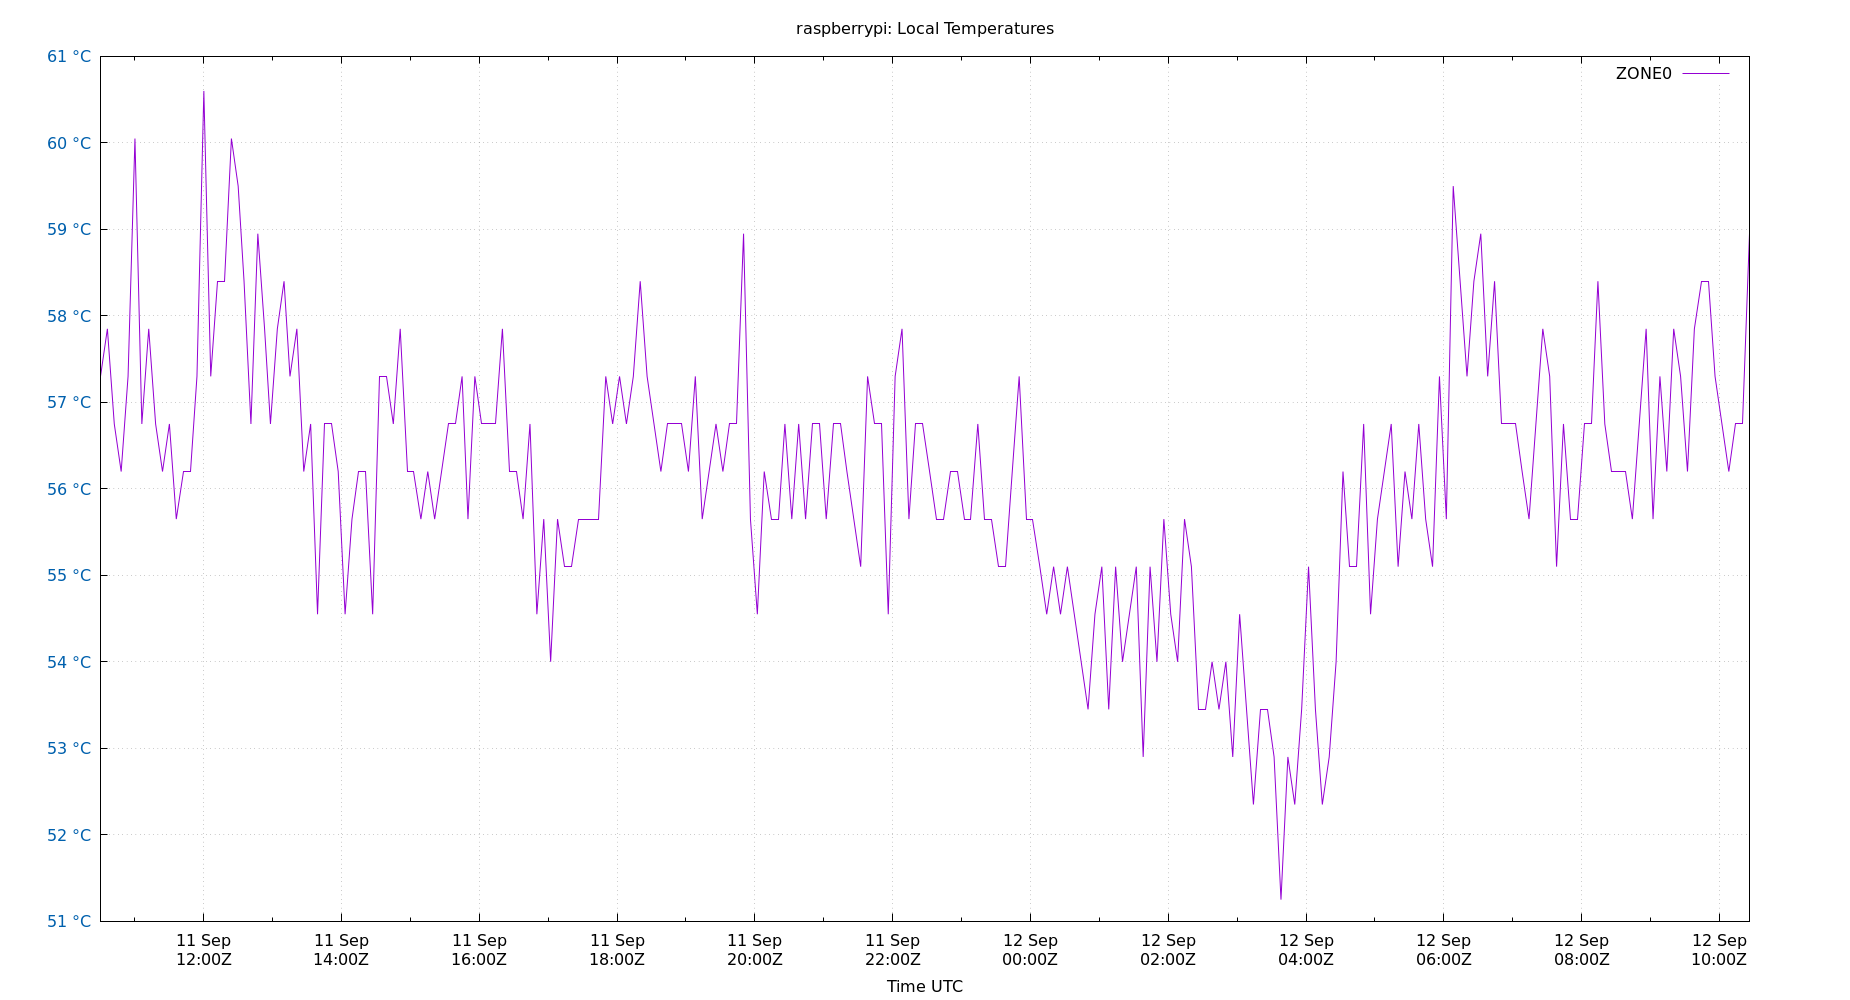 raspberrypi: Local Temperatures
61 °C
ZONE0
60 °C
59 °C
58 °C
57 °C
56 °C
55 °C
54 °C
53 °C
52 °C
51 °C
11 Sep 11 Sep 11 Sep 11 Sep 11 Sep 11 Sep 12 Sep 12 Sep 12 Sep 12 Sep 12 Sep 12 Sep
12:00Z 14:00Z 16:00Z 18:00Z 20:00Z 22:00Z 00:00Z 02:00Z 04:00Z 06:00Z 08:00Z 10:00Z
Time UTC